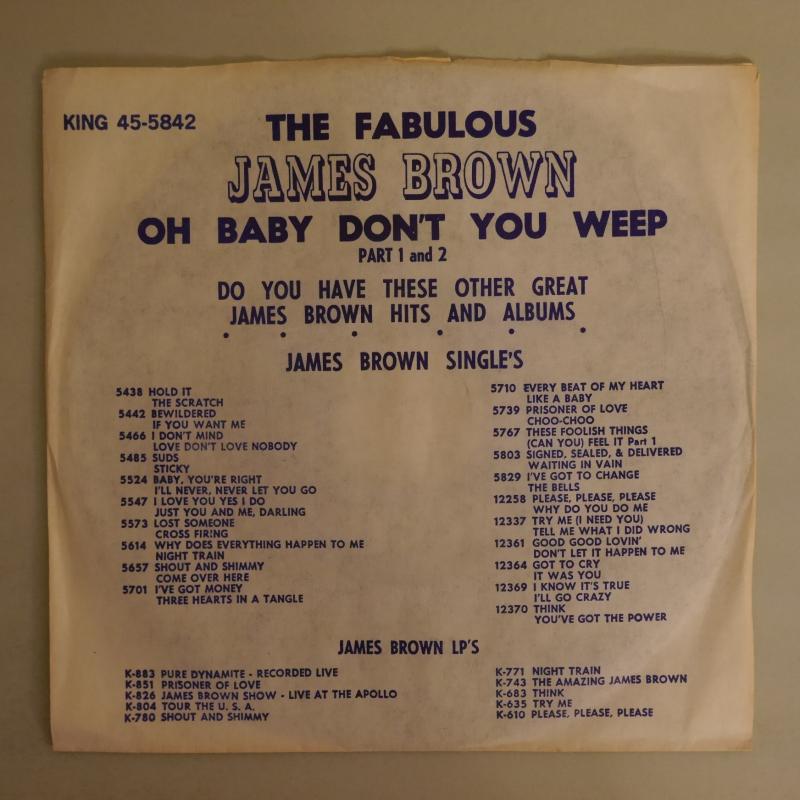 KING 45-5842
THE FABULOUS
JAMES BROWN
OH BABY DON'T YOU WEEP
PART 1 and 2
DO YOU HAVE THESE OTHER GREAT
JAMES BROWN HITS AND ALBUMS
JAMES BROWN SINGLE'S
5438 HOLD IT
THE SCRATCH
5442 BEWILDERED
IF YOU WANT ME
5466 I DON'T MIND
LOVE DON'T LOVE NOBODY
5485 SUDS
STICKY
5524 BABY, YOU'RE RIGHT
I'LL NEVER, NEVER LET YOU GO
5547 I LOVE YOU YES I DO
JUST YOU AND ME, DARLING
5573 LOST SOMEONE
CROSS FIRING
5614 WHY DOES EVERYTHING HAPPEN TO ME
NIGHT TRAIN
5657 SHOUT AND SHIMMY
COME OVER HERE
5701 I'VE GOT MONEY
THREE HEARTS IN A TANGLE
5710 EVERY BEAT OF MY HEART
LIKE A BABY
5739 PRISONER OF LOVE
CHOO-CHOO
5767 THESE FOOLISH THINGS
(CAN YOU) FEEL IT Part 1
5803 SIGNED, SEALED, & DELIVERED
WAITING IN VAIN
5829 I'VE GOT TO CHANGE
THE BELLS
12258 PLEASE, PLEASE, PLEASE
WHY DO YOU DO ME
12337 TRY ME (I NEED YOU)
TELL ME WHAT I DID WRONG
12361 GOOD GOOD LOVIN'
DON'T LET IT HAPPEN TO ME
12364 GOT TO CRY
IT WAS YOU
12369 I KNOW IT'S TRUE
I'LL GO CRAZY
12370 THINK
YOU'VE GOT THE POWER
JAMES BROWN LP'S
K-883 PURE DYNAMITE - RECORDED LIVE
K-851 PRISONER OF LOVE
K-826 JAMES BROWN SHOW - LIVE AT THE APOLLO
K-804 TOUR THE U. S. A.
K-780 SHOUT AND SHIMMY
K-771 NIGHT TRAIN
K-743 THE AMAZING JAMES BROWN
K-683 THINK
K-635 TRY ME
K-610 PLEASE, PLEASE, PLEASE